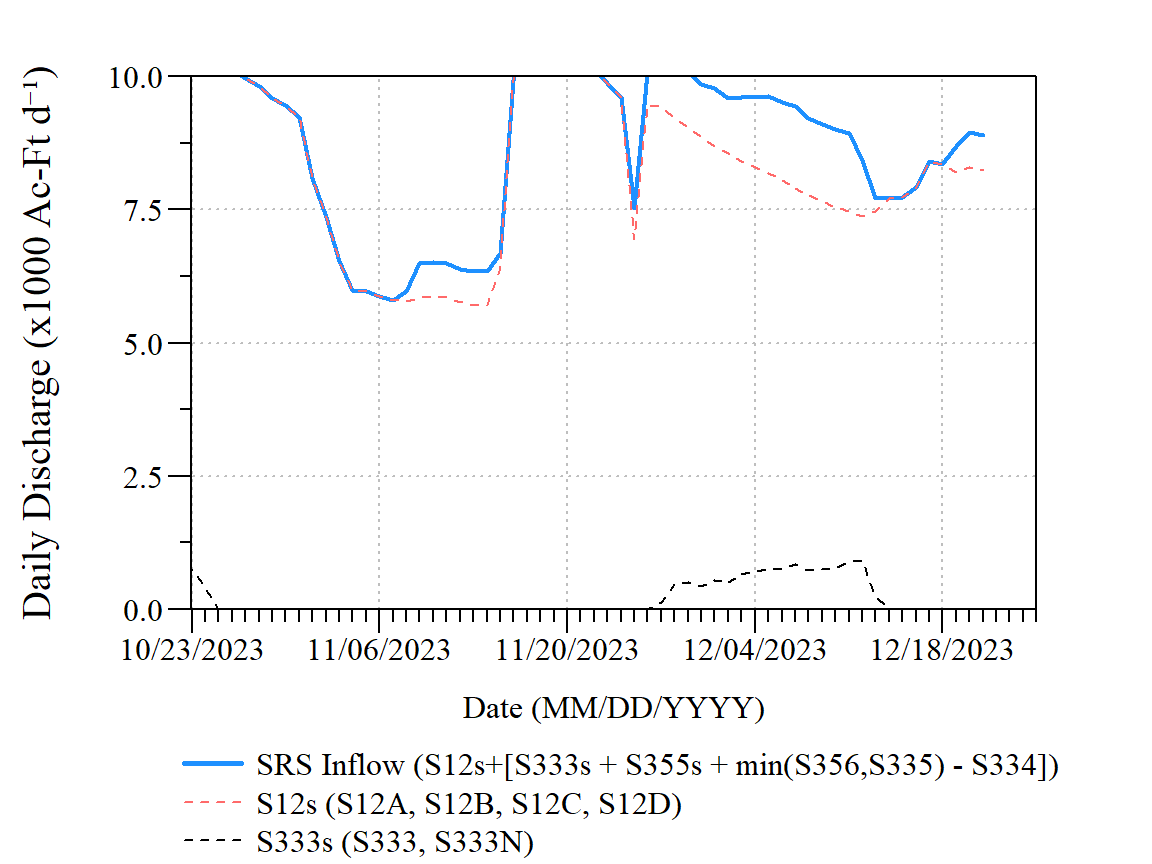 Daily Discharge (x1000 Ac-Ft d⁻¹)
10.0
7.5
5.0
2.5
0.0
10/23/2023 11/06/2023 11/20/2023 12/04/2023 12/18/2023
Date (MM/DD/YYYY)
SRS Inflow (S12s+[S333s + S355s + min(S356,S335) - S334])
S12s (S12A, S12B, S12C, S12D)
S333s (S333, S333N)